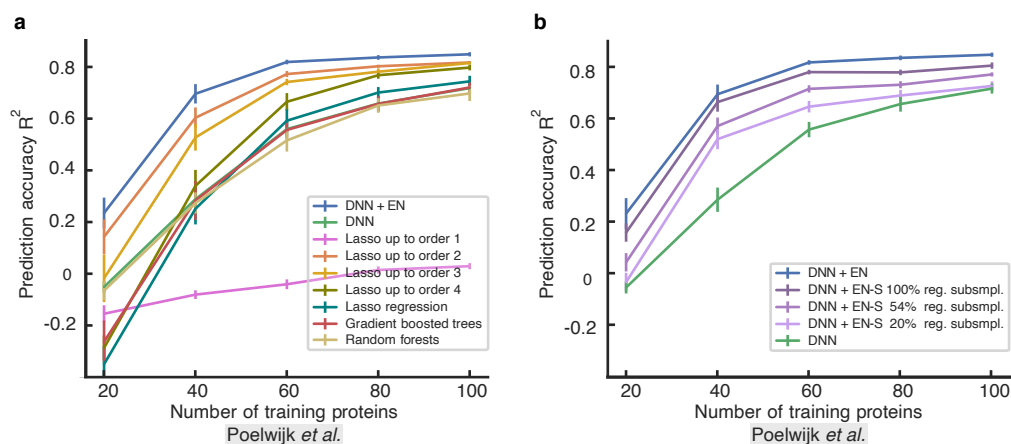 a
Prediction accuracy R²
0.8
0.6
0.4
0.2
0
-0.2
DNN + EN
DNN
Lasso up to order 1
Lasso up to order 2
Lasso up to order 3
Lasso up to order 4
Lasso regression
Gradient boosted trees
Random forests
20 40 60 80 100
Number of training proteins
Poelwijk et al.
b
Prediction accuracy R²
0.8
0.6
0.4
0.2
0
-0.2
DNN + EN
DNN + EN-S 100% reg. subsmpl.
DNN + EN-S 54% reg. subsmpl.
DNN + EN-S 20% reg. subsmpl.
DNN
20 40 60 80 100
Number of training proteins
Poelwijk et al.